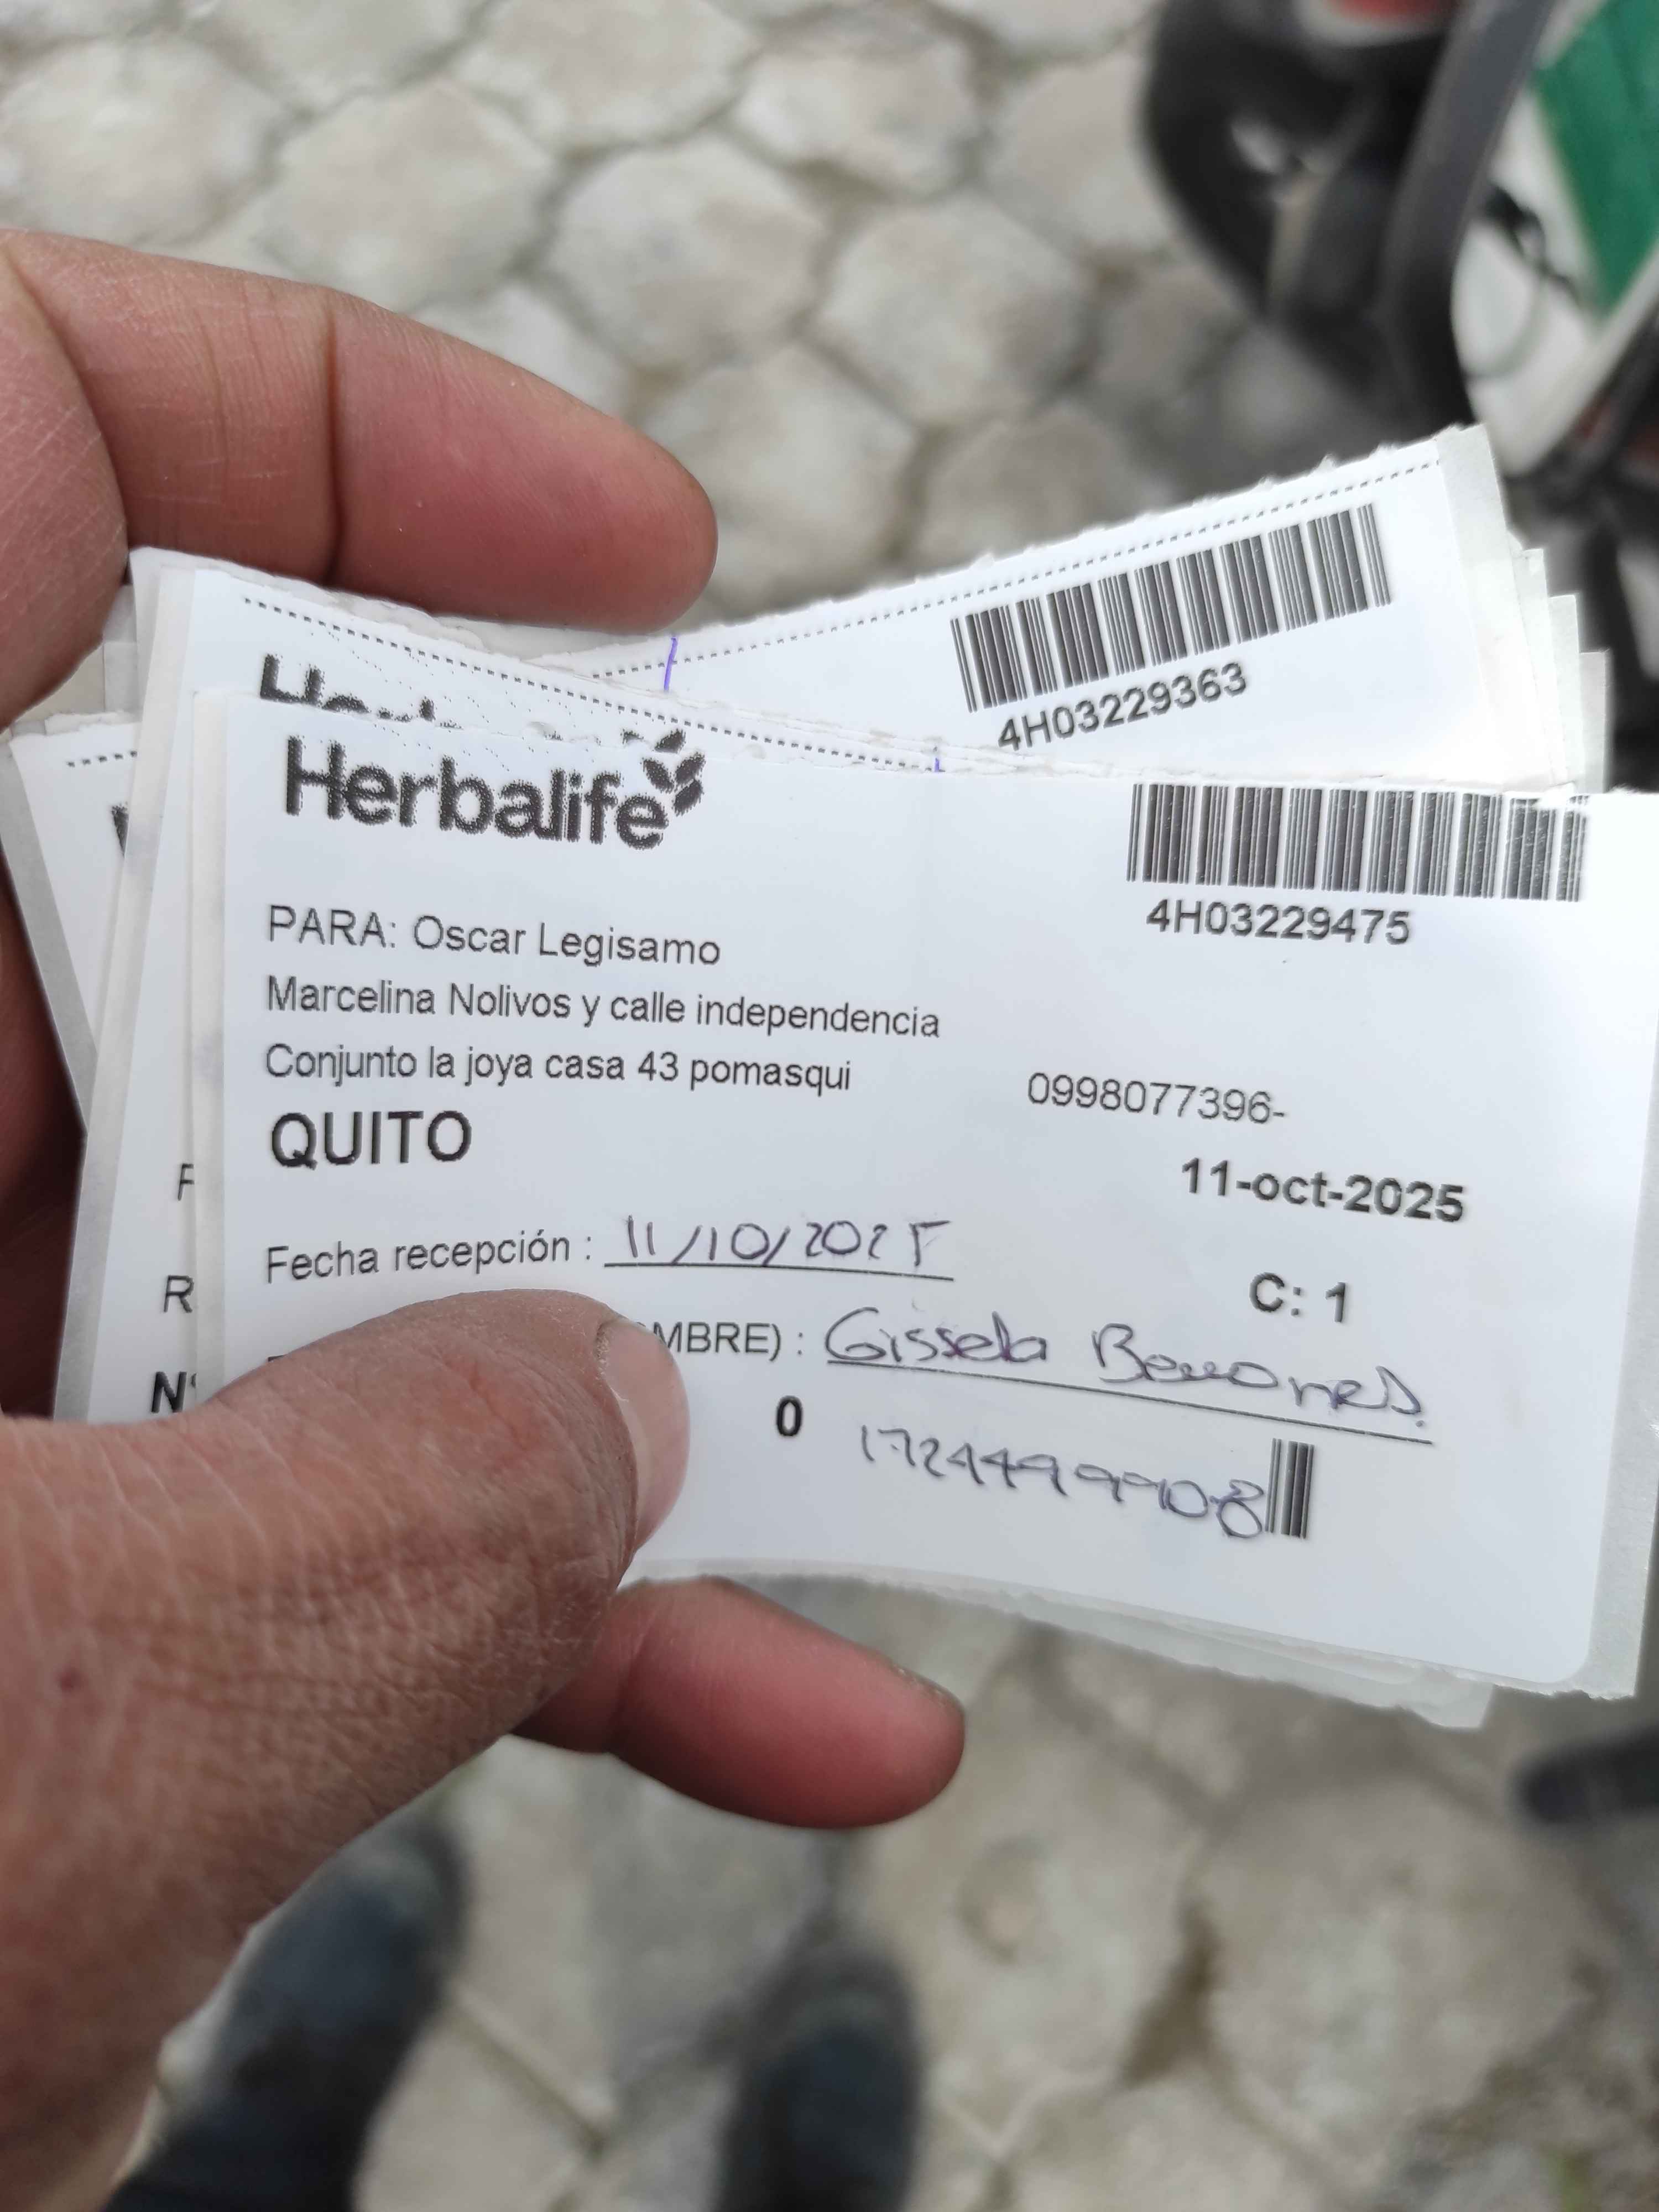 4H03229363
Herbalife
4H03229475
PARA: Oscar Legisamo
Marcelina Nolivos y calle independencia
Conjunto la joya casa 43 pomasqui
0998077396-
QUITO
11-oct-2025
Fecha recepción : 11/10/2025
C: 1
MBRE) : Gissela
0
1724499908
R